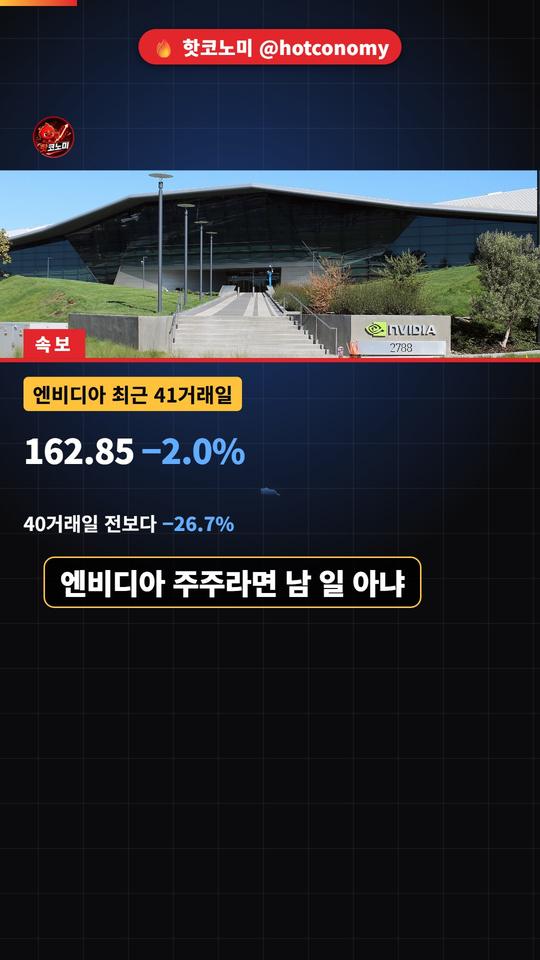 🔥 핫코노미 @hotconomy
핫코노미
NVIDIA
2788
속보
엔비디아 최근 41거래일
162.85 −2.0%
40거래일 전보다 −26.7%
엔비디아 주주라면 남 일 아냐